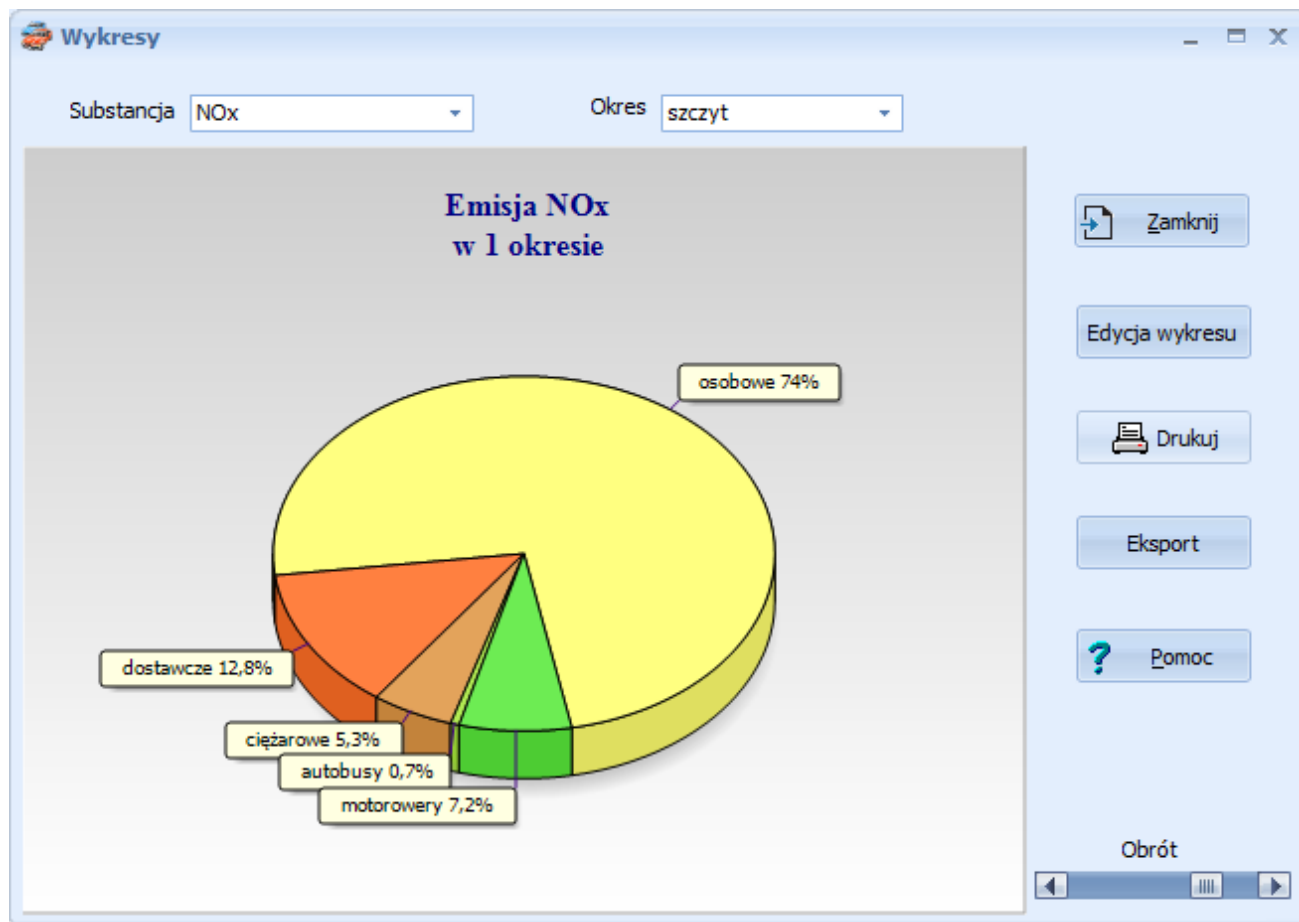 Wykresy
Substancja NOx Okres szczyt
Emisja NOx
w 1 okresie
osobowe 74%
dostawcze 12,8%
ciężarowe 5,3%
autobusy 0,7%
motorowery 7,2%
Zamknij
Edycja wykresu
Drukuj
Eksport
? Pomoc
Obrót